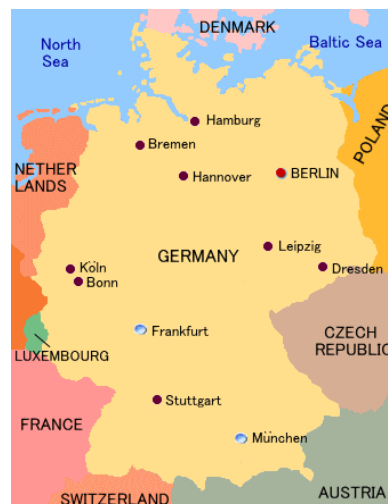 DENMARK
North
Sea
Baltic Sea
Hamburg
Bremen
POLAND
NETHER
LANDS
Hannover
BERLIN
Leipzig
GERMANY
Köln
Dresden
Bonn
Frankfurt
CZECH
REPUBLIC
LUXEMBOURG
Stuttgart
FRANCE
München
AUSTRIA
SWITZERLAND